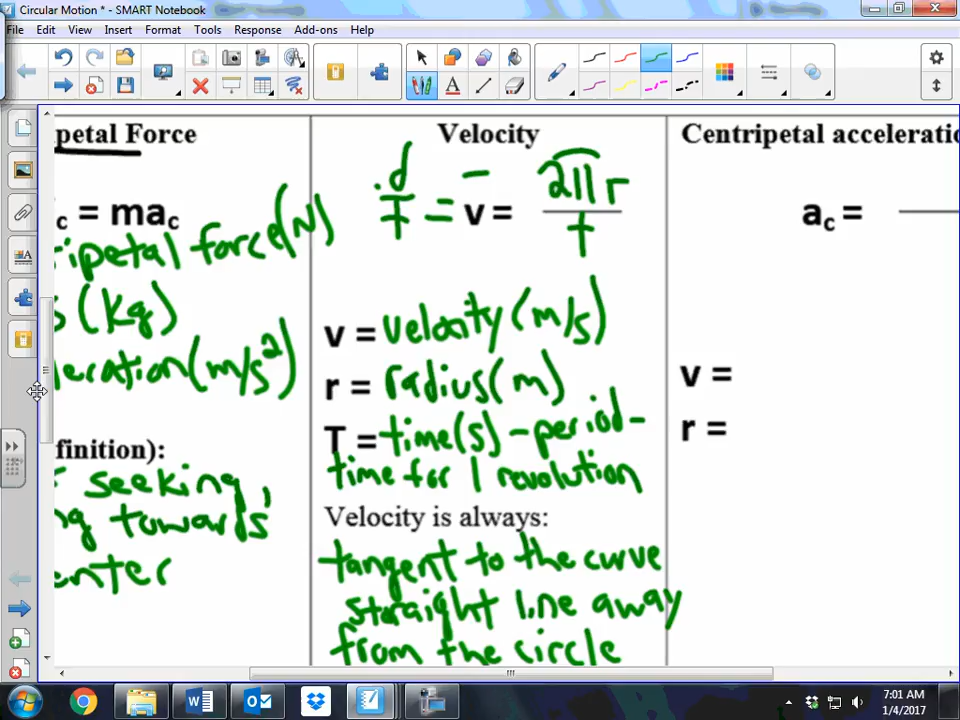 Circular Motion * - SMART Notebook
File Edit View Insert Format Tools Response Add-ons Help
petal Force
c = mac
ripetal force(N)
s (kg)
leration(m/s²)
finition):
seeking,
ng towards
enter
Velocity
d/T = v = 2πr/T
v = velocity (m/s)
r = radius (m)
T = time(s) - period -
time for 1 revolution
Velocity is always:
tangent to the curve
straight line away
from the circle
Centripetal acceleratio
ac =
v =
r =
7:01 AM
1/4/2017